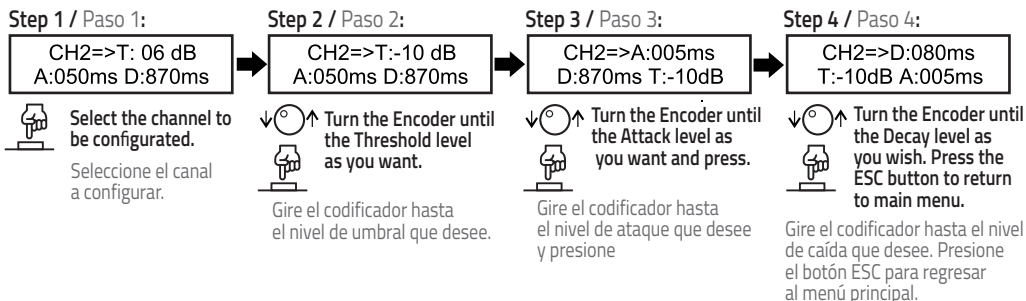 Step 1 / Paso 1:
CH2=>T: 06 dB
A:050ms D:870ms
Select the channel to
be configurated.
Seleccione el canal
a configurar.
Step 2 / Paso 2:
CH2=>T:-10 dB
A:050ms D:870ms
Turn the Encoder until
the Threshold level
as you want.
Gire el codificador hasta
el nivel de umbral que desee.
Step 3 / Paso 3:
CH2=>A:005ms
D:870ms T:-10dB
Turn the Encoder until
the Attack level as
you want and press.
Gire el codificador hasta
el nivel de ataque que desee
y presione
Step 4 / Paso 4:
CH2=>D:080ms
T:-10dB A:005ms
Turn the Encoder until
the Decay level as
you wish. Press the
ESC button to return
to main menu.
Gire el codificador hasta el nivel
de caída que desee. Presione
el botón ESC para regresar
al menú principal.